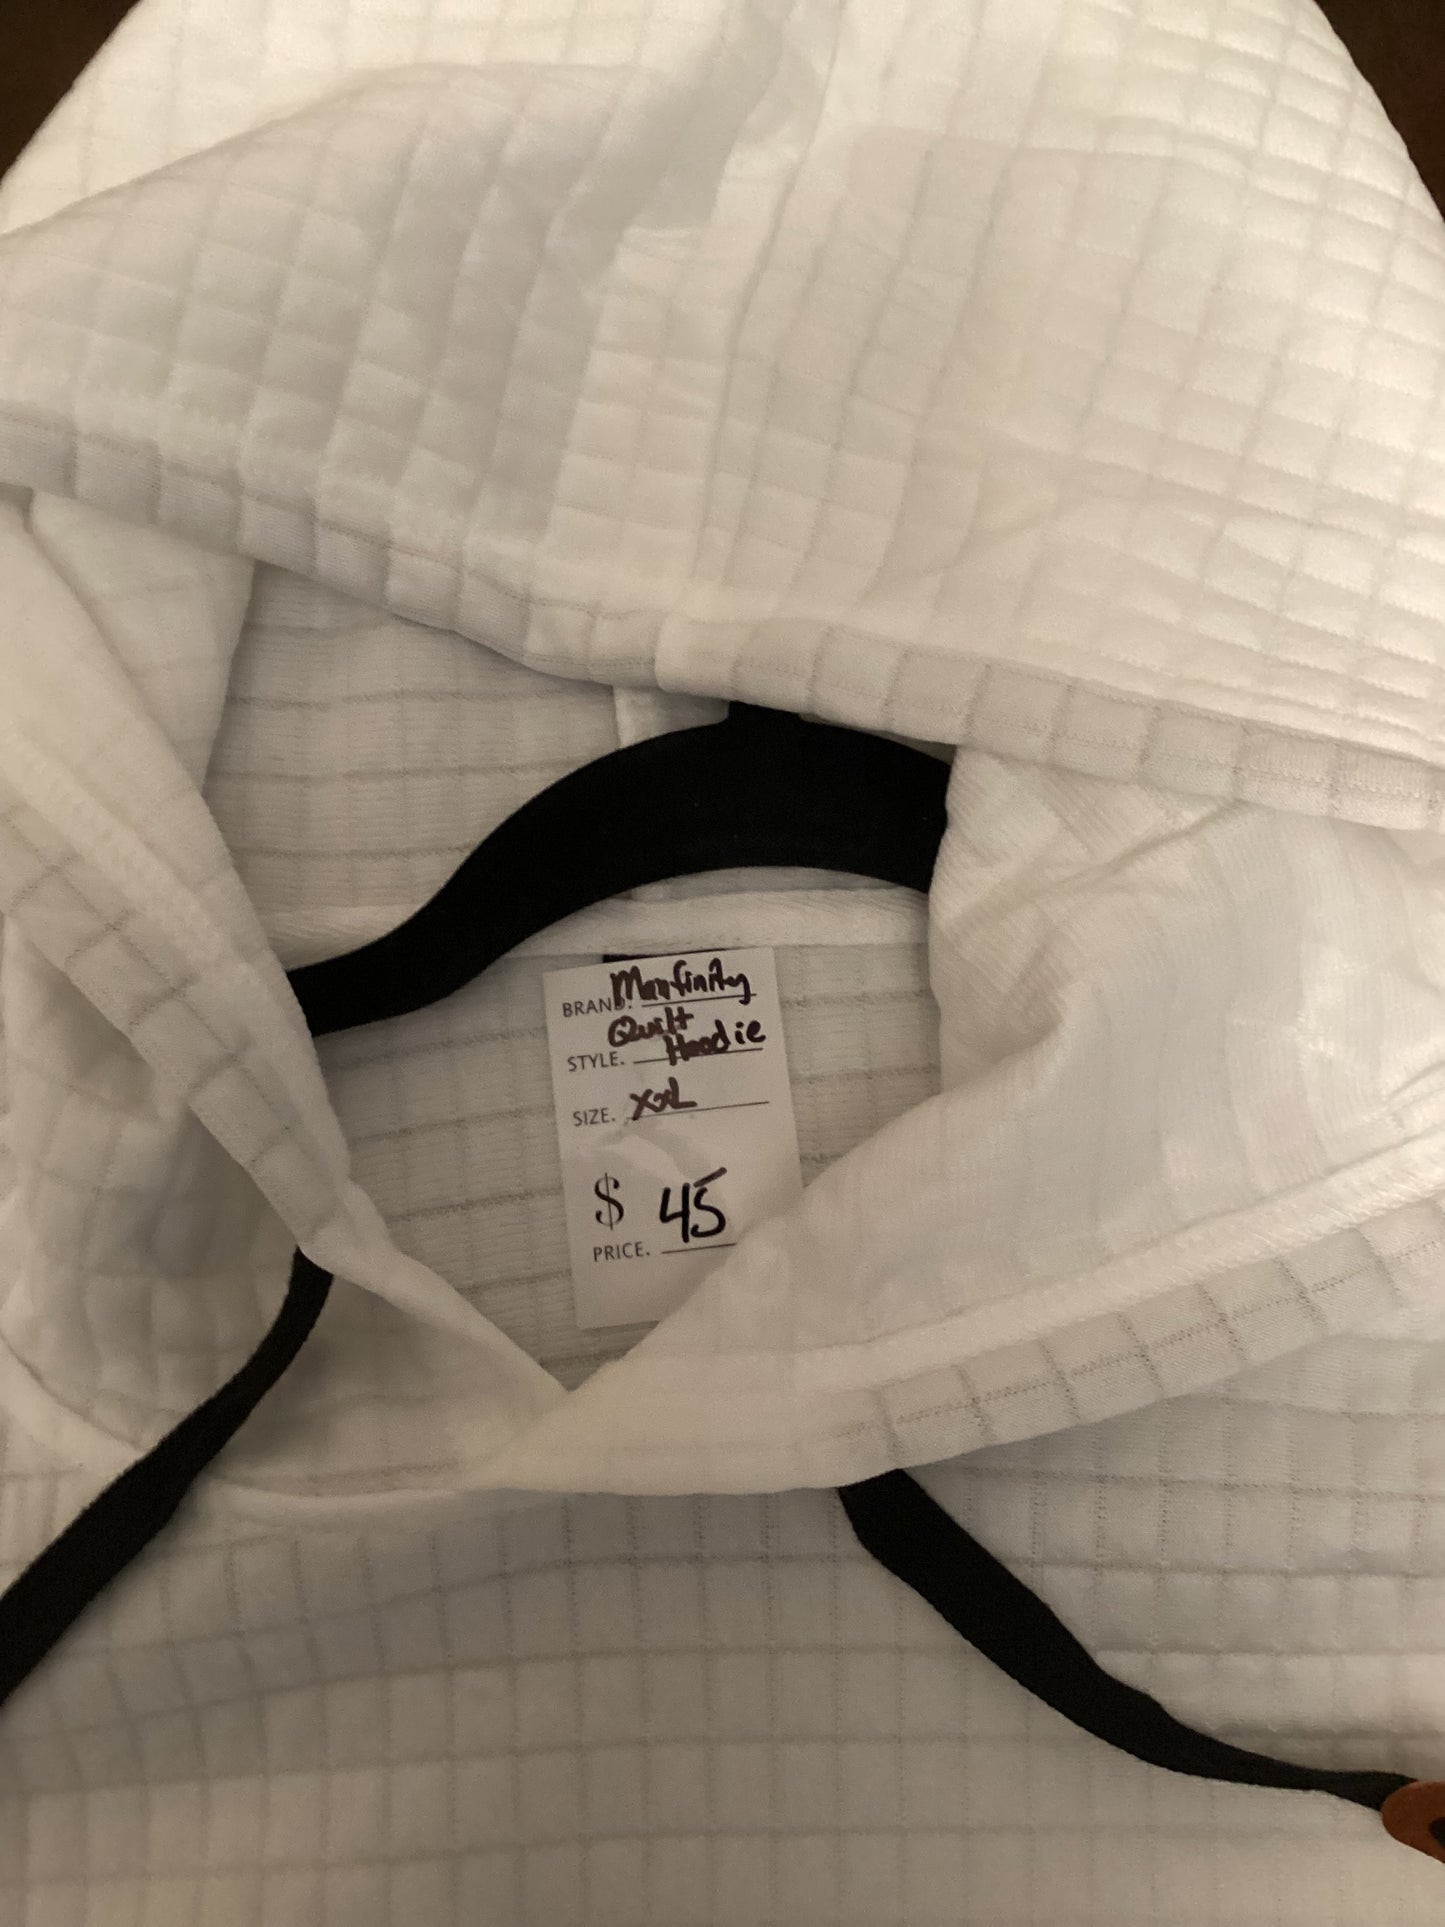 BRAND. Manfinity
Quilt
STYLE. Hoodie
SIZE. XXL
$ 45
PRICE.